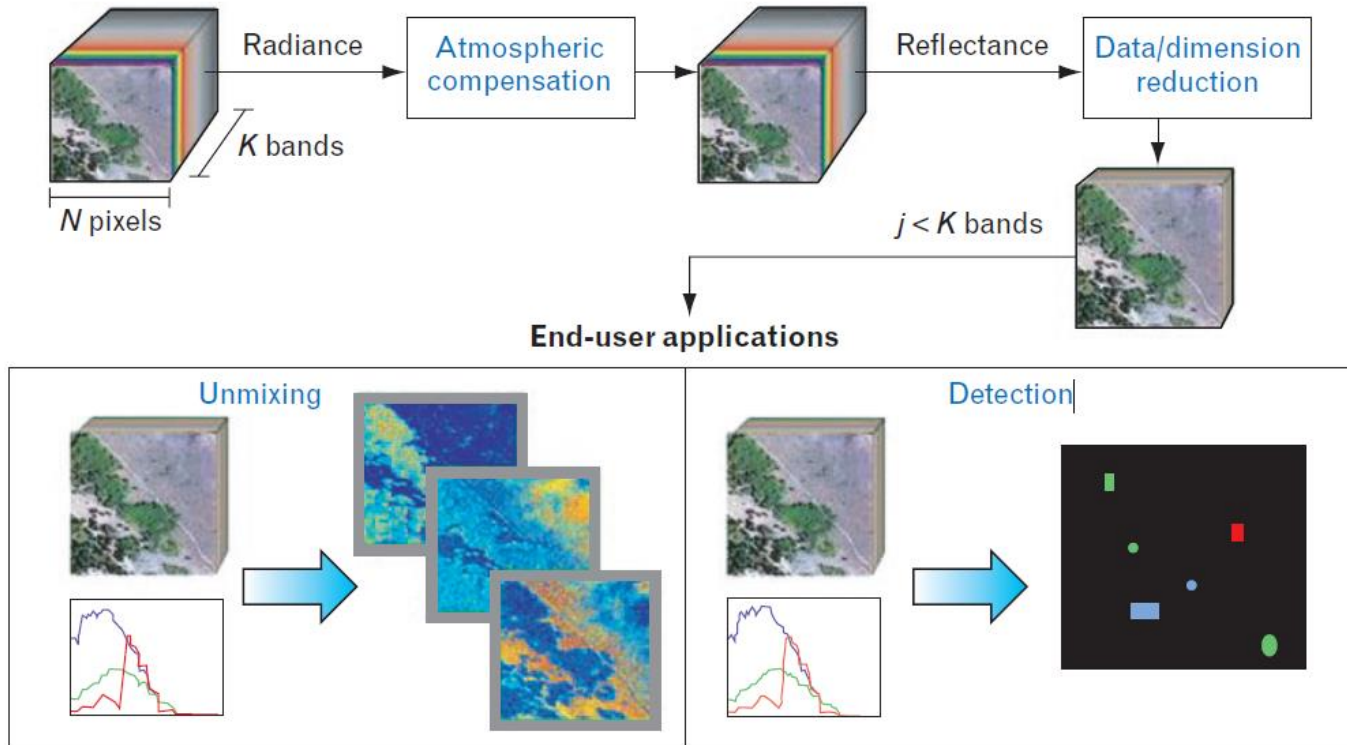 Radiance
Atmospheric
compensation
Reflectance
Data/dimension
reduction
K bands
N pixels
j < K bands
End-user applications
Unmixing
Detection